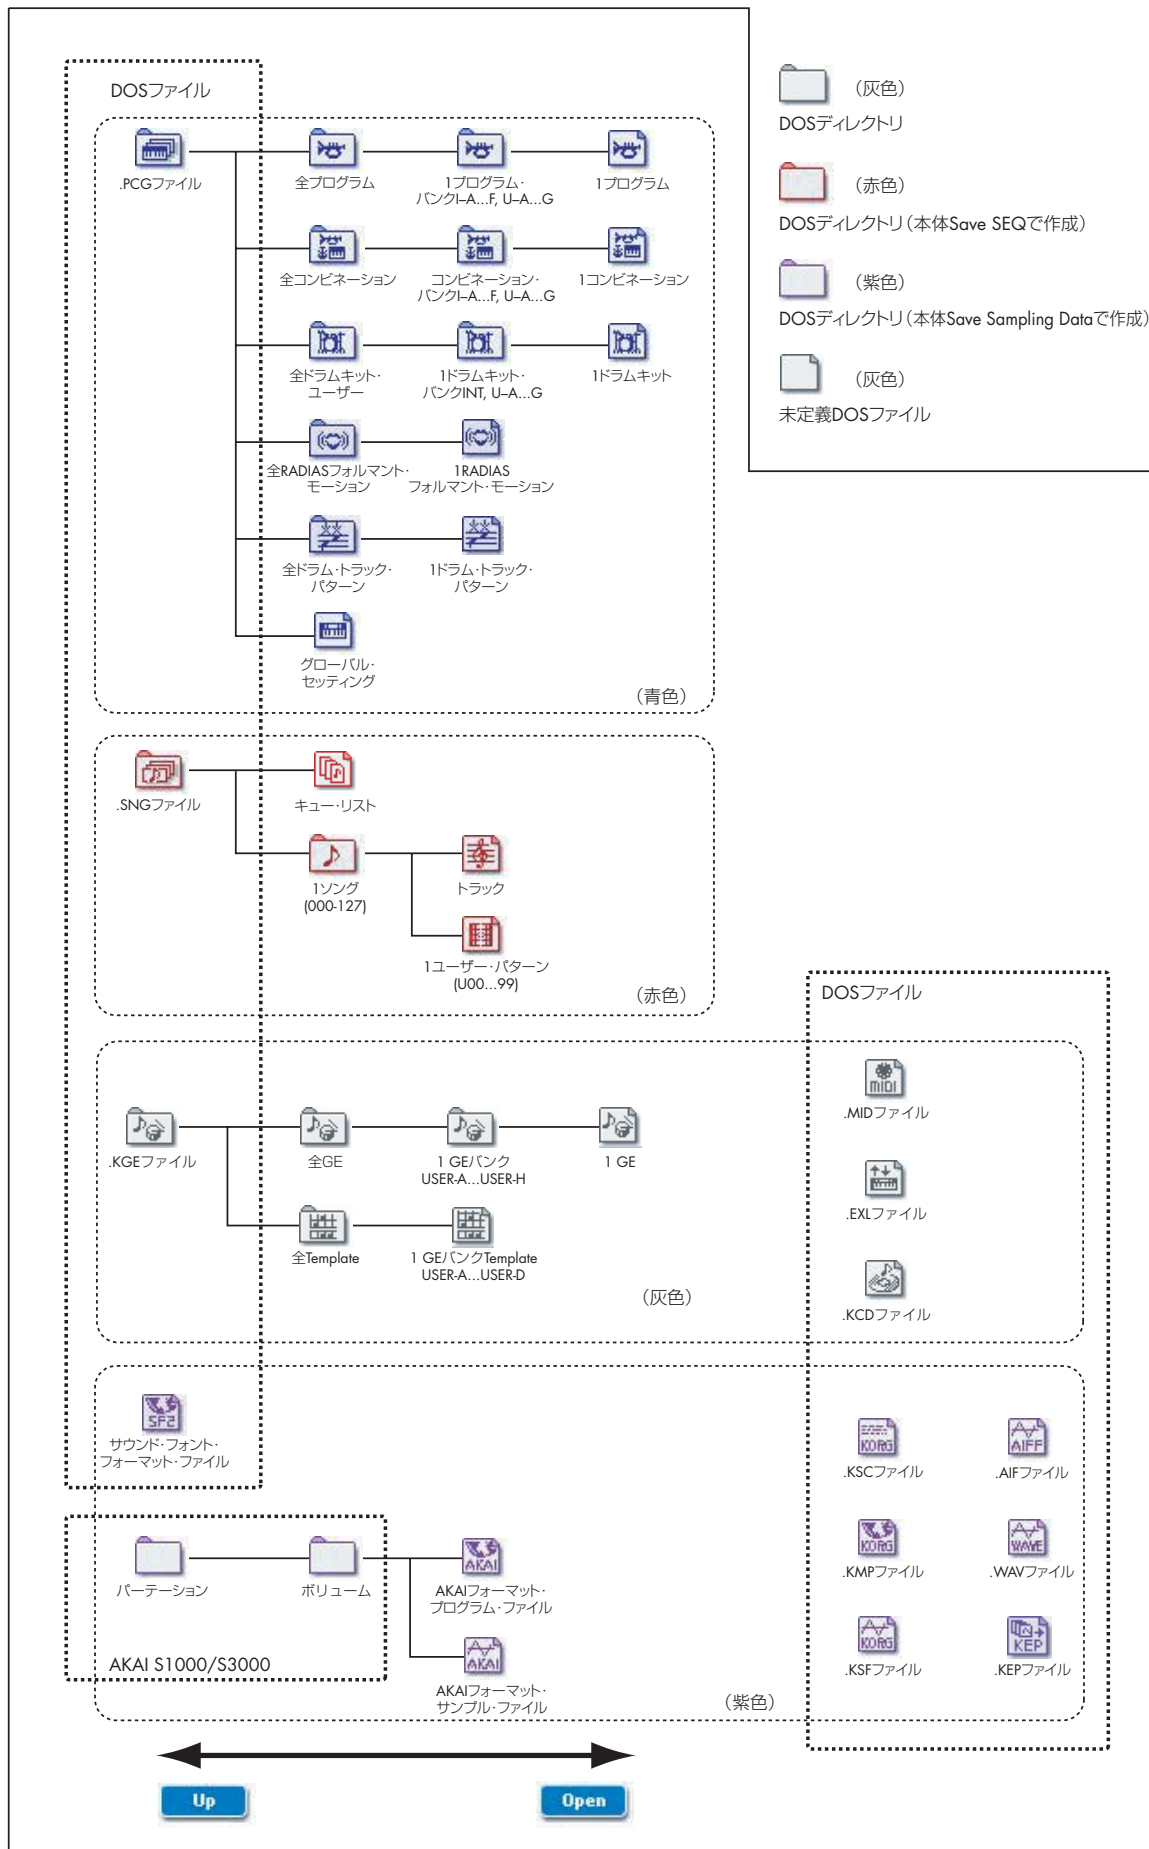 DOSファイル
.PCGファイル
全プログラム
1プログラム・
バンクI–A...F, U–A...G
1プログラム
全コンビネーション
コンビネーション・
バンクI–A...F, U–A...G
1コンビネーション
全ドラムキット・
ユーザー
1ドラムキット・
バンクINT, U–A...G
1ドラムキット
全RADIASフォルマント・
モーション
1RADIAS
フォルマント・モーション
全ドラム・トラック・
パターン
1ドラム・トラック・
パターン
グローバル・
セッティング
(青色)
(灰色)
DOSディレクトリ
(赤色)
DOSディレクトリ(本体Save SEQで作成)
(紫色)
DOSディレクトリ(本体Save Sampling Dataで作成)
(灰色)
未定義DOSファイル
.SNGファイル
キュー・リスト
1ソング
(000-127)
トラック
1ユーザー・パターン
(U00...99)
(赤色)
DOSファイル
.KGEファイル
全GE
1 GEバンク
USER-A...USER-H
1 GE
全Template
1 GEバンクTemplate
USER-A...USER-D
(灰色)
MIDI
.MIDファイル
.EXLファイル
.KCDファイル
SF2
サウンド・フォント・
フォーマット・ファイル
パーテーション
ボリューム
AKAI S1000/S3000
AKAI
AKAIフォーマット・
プログラム・ファイル
AKAI
AKAIフォーマット・
サンプル・ファイル
KORG
.KSCファイル
AIFF
.AIFファイル
KORG
.KMPファイル
WAVE
.WAVファイル
KORG
.KSFファイル
KEP
.KEPファイル
(紫色)
Up
Open